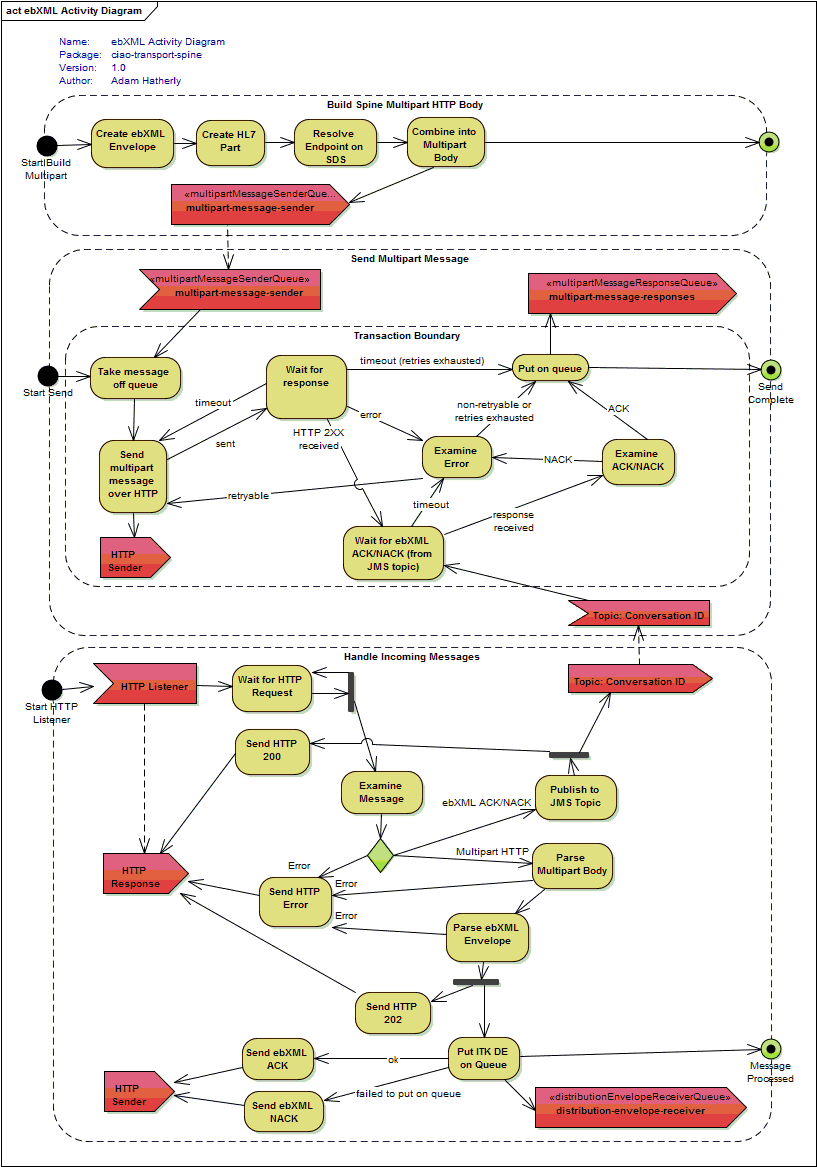 act ebXML Activity Diagram
Name: ebXML Activity Diagram
Package: ciao-transport-spine
Version: 1.0
Author: Adam Hatherly
Build Spine Multipart HTTP Body
Create ebXML
Envelope
Create HL7
Part
Resolve
Endpoint on
SDS
Combine into
Multipart
Body
Start|Build
Multipart
«multipartMessageSenderQue...
multipart-message-sender
Send Multipart Message
«multipartMessageSenderQueue»
multipart-message-sender
«multipartMessageResponseQueue»
multipart-message-responses
Transaction Boundary
Take message
off queue
Wait for
response
timeout (retries exhausted)
Put on queue
Start Send
Send
Complete
timeout
sent
error
HTTP 2XX
received
non-retryable or
retries exhausted
ACK
Send
multipart
message
over HTTP
Examine
Error
NACK
Examine
ACK/NACK
retryable
timeout
response
received
HTTP
Sender
Wait for ebXML
ACK/NACK (from
JMS topic)
Topic: Conversation ID
Handle Incoming Messages
HTTP Listener
Wait for HTTP
Request
Topic: Conversation ID
Start HTTP
Listener
Send HTTP
200
Examine
Message
Publish to
JMS Topic
ebXML ACK/NACK
Multipart HTTP
Parse
Multipart Body
Error
HTTP
Response
Send HTTP
Error
Error
Error
Parse ebXML
Envelope
Send HTTP
202
Send ebXML
ACK
ok
Put ITK DE
on Queue
Message
Processed
HTTP
Sender
Send ebXML
NACK
failed to put on queue
«distributionEnvelopeReceiverQueue»
distribution-envelope-receiver